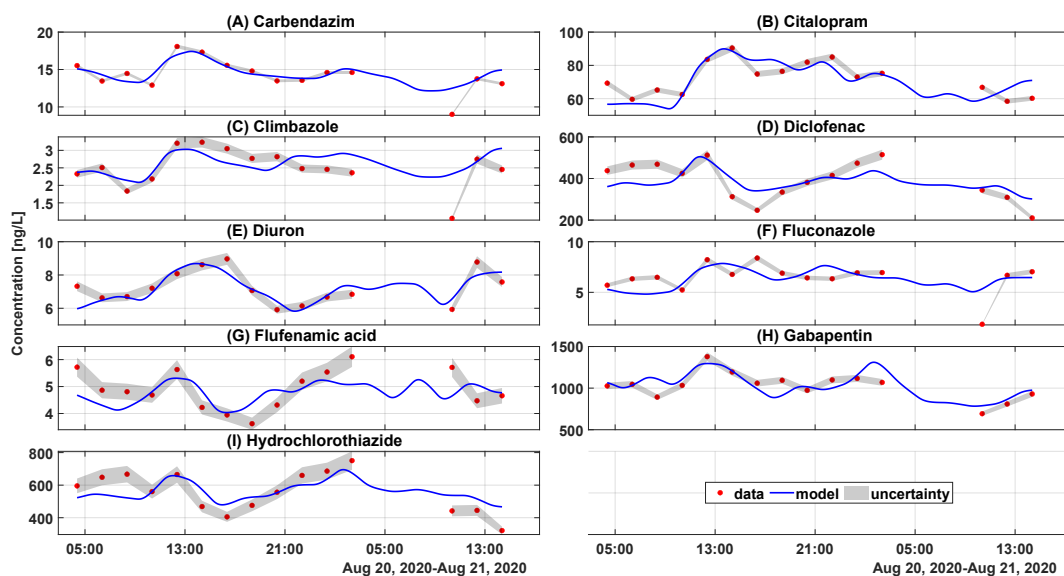 (A) Carbendazim
20
15
10
(B) Citalopram
100
80
60
(C) Climbazole
3
2.5
2
1.5
1
(D) Diclofenac
600
400
200
(E) Diuron
10
8
6
(F) Fluconazole
10
5
(G) Flufenamic acid
6
5
4
(H) Gabapentin
1500
1000
500
(I) Hydrochlorothiazide
800
600
400
Concentration [ng/L]
data model uncertainty
05:00 13:00 21:00 05:00 13:00
Aug 20, 2020-Aug 21, 2020
05:00 13:00 21:00 05:00 13:00
Aug 20, 2020-Aug 21, 2020